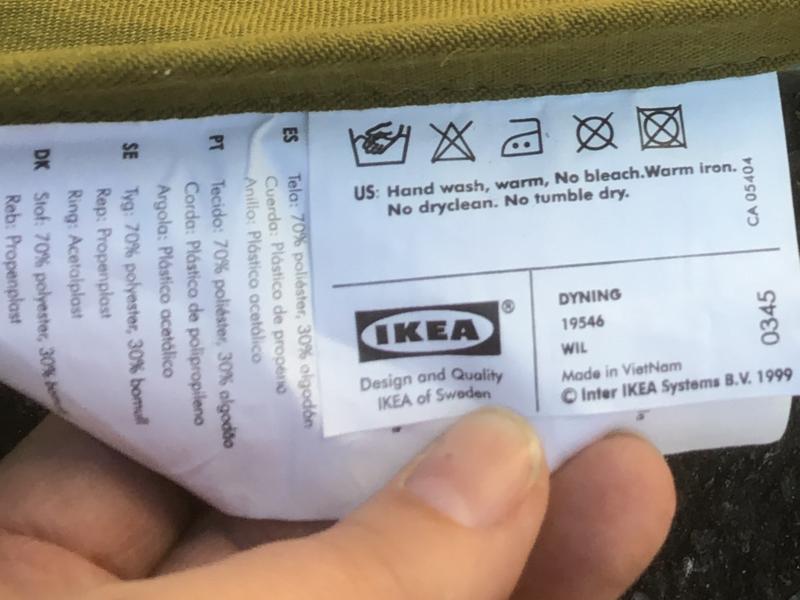 US: Hand wash, warm, No bleach.Warm iron.
No dryclean. No tumble dry.
CA 05404
IKEA®
Design and Quality
IKEA of Sweden
DYNING
19546
WIL
Made in VietNam
© Inter IKEA Systems B.V. 1999
0345
ES Tela: 70% poliéster, 30% algodón
Cuerda: Plástico de propeno
Anillo: Plástico acetálico
PT Tecido: 70% poliéster, 30% algodão
Corda: Plástico de polipropileno
Argola: Plástico acetálico
SE Tyg: 70% polyester, 30% bomull
Rep: Propenplast
Ring: Acetalplast
DK Stof: 70% polyester, 30%
Reb: Propenplast